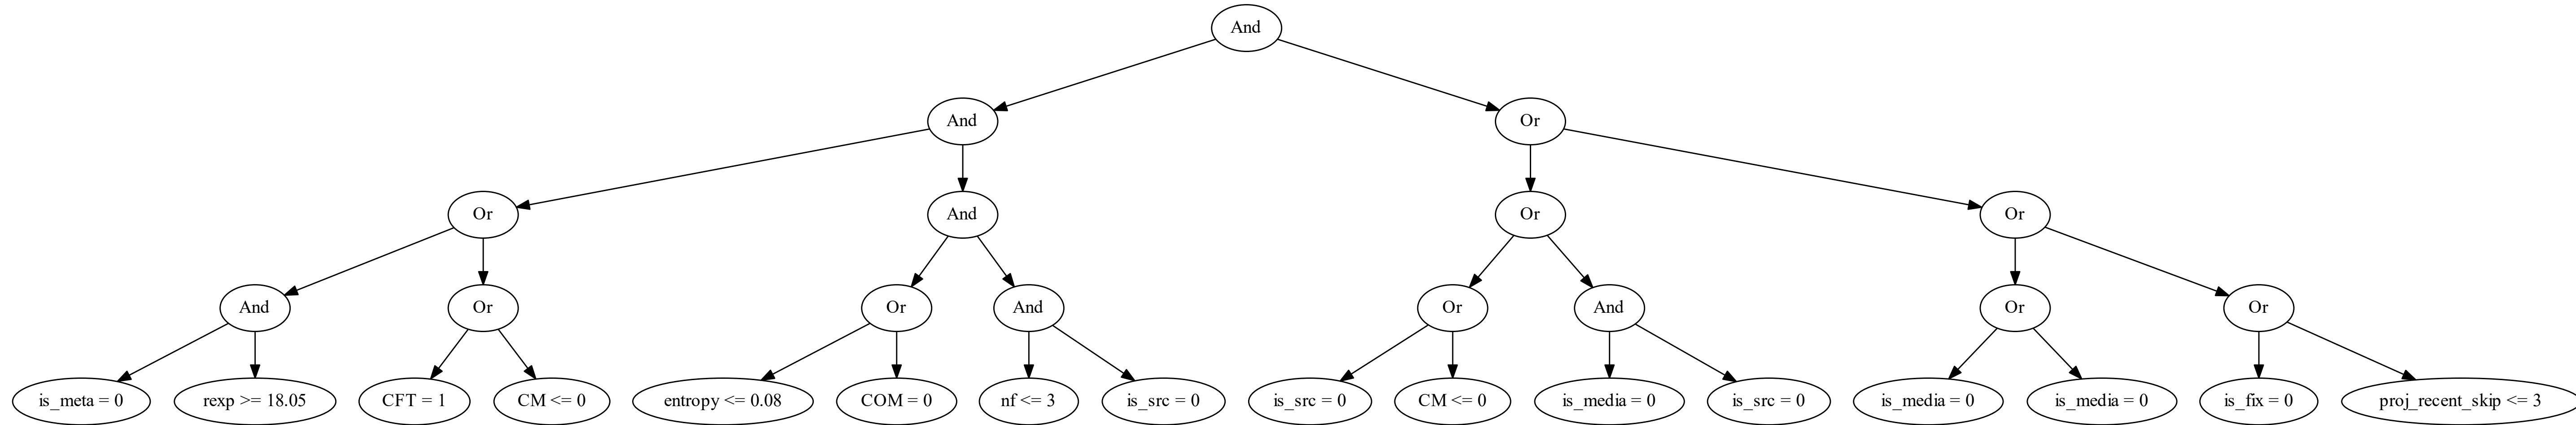 And
And Or
Or And Or Or
And Or Or And Or And Or Or
is_meta = 0 rexp >= 18.05 CFT = 1 CM <= 0 entropy <= 0.08 COM = 0 nf <= 3 is_src = 0 is_src = 0 CM <= 0 is_media = 0 is_src = 0 is_media = 0 is_media = 0 is_fix = 0 proj_recent_skip <= 3